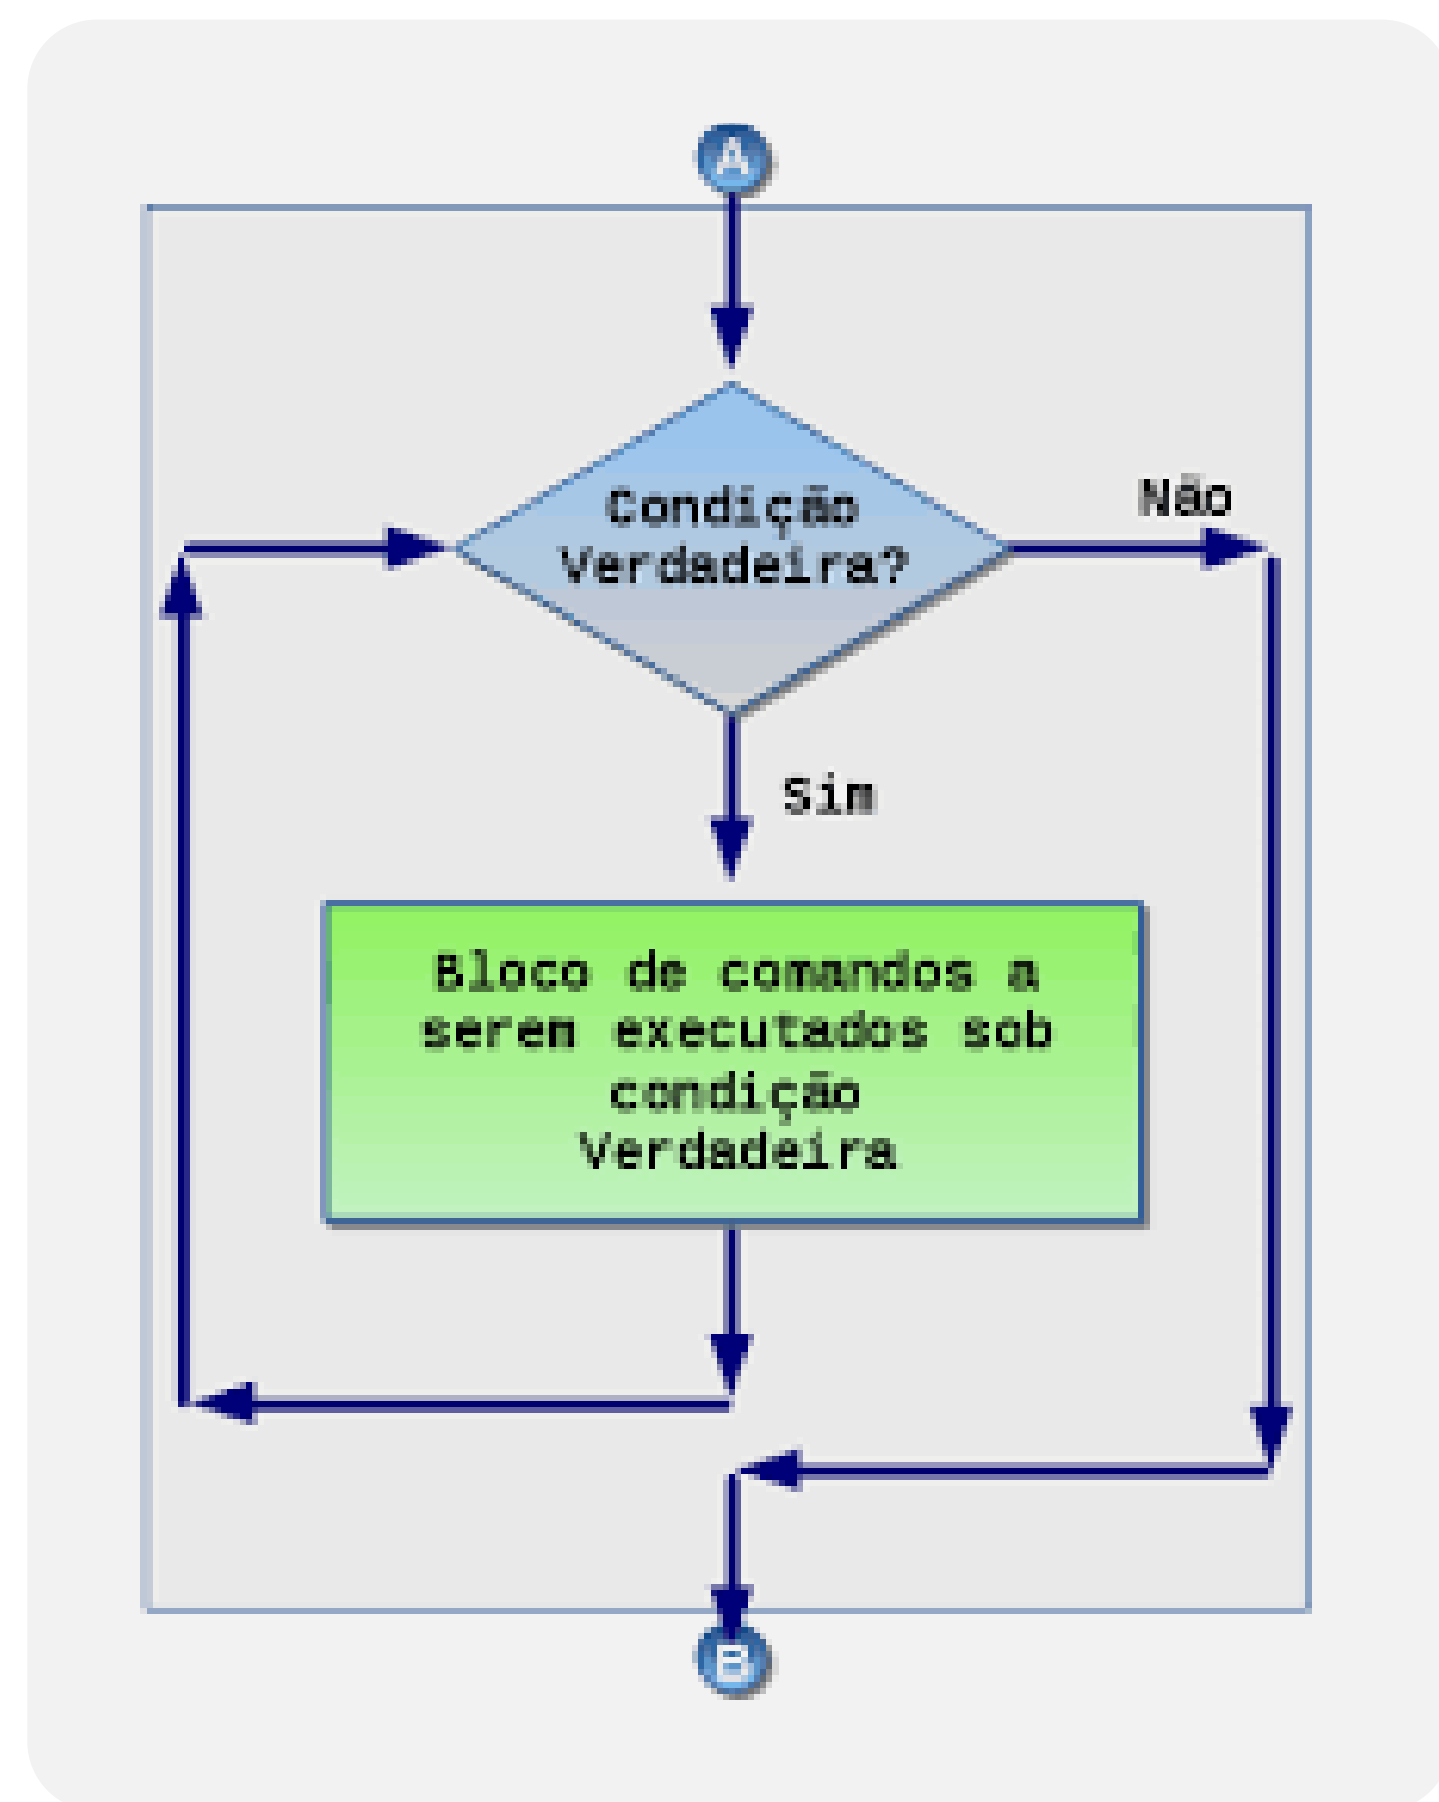 A
Condição
Verdadeira?
Não
Sim
Bloco de comandos a
serem executados sob
condição
Verdadeira
B